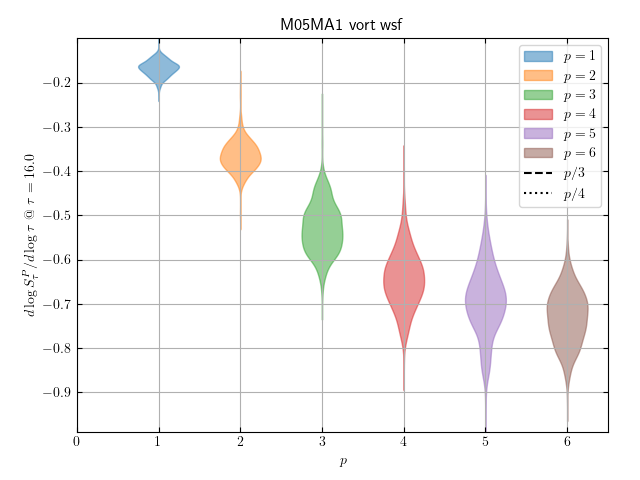 M05MA1 vort wsf
d log S_τ^P / d log τ @ τ = 16.0
−0.2
−0.3
−0.4
−0.5
−0.6
−0.7
−0.8
−0.9
0 1 2 3 4 5 6
p
p = 1
p = 2
p = 3
p = 4
p = 5
p = 6
p/3
p/4